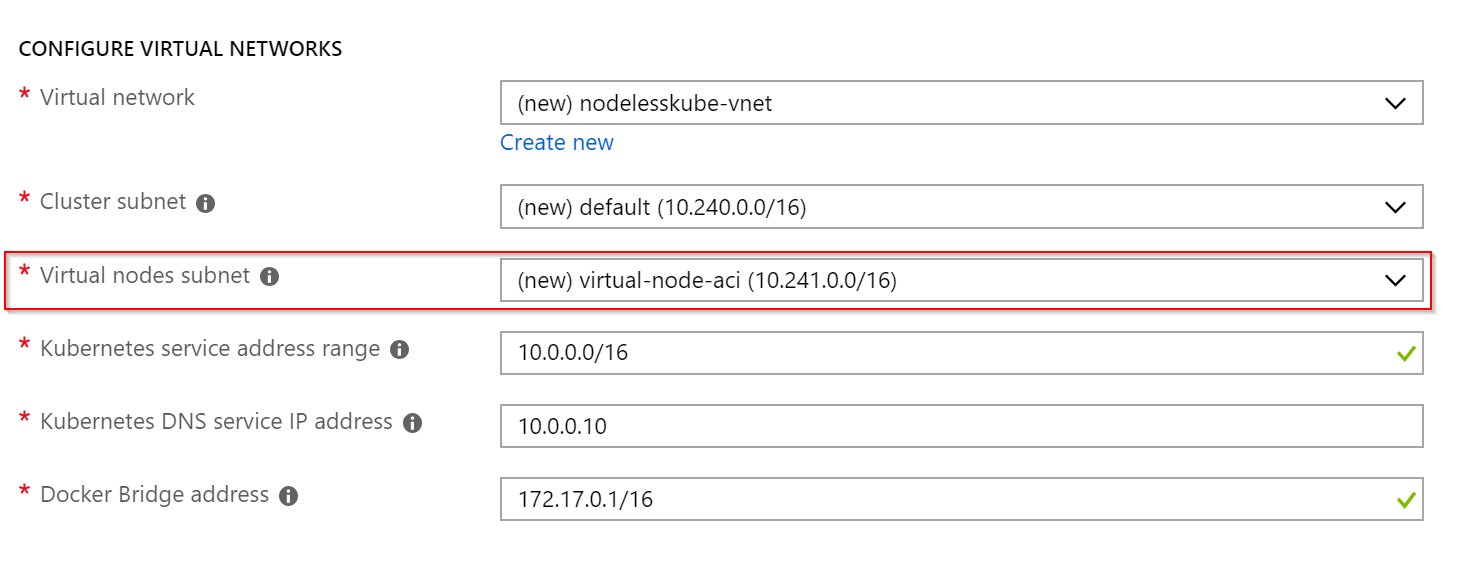 CONFIGURE VIRTUAL NETWORKS
* Virtual network
(new) nodelesskube-vnet
Create new
* Cluster subnet
(new) default (10.240.0.0/16)
* Virtual nodes subnet
(new) virtual-node-aci (10.241.0.0/16)
* Kubernetes service address range
10.0.0.0/16
* Kubernetes DNS service IP address
10.0.0.10
* Docker Bridge address
172.17.0.1/16